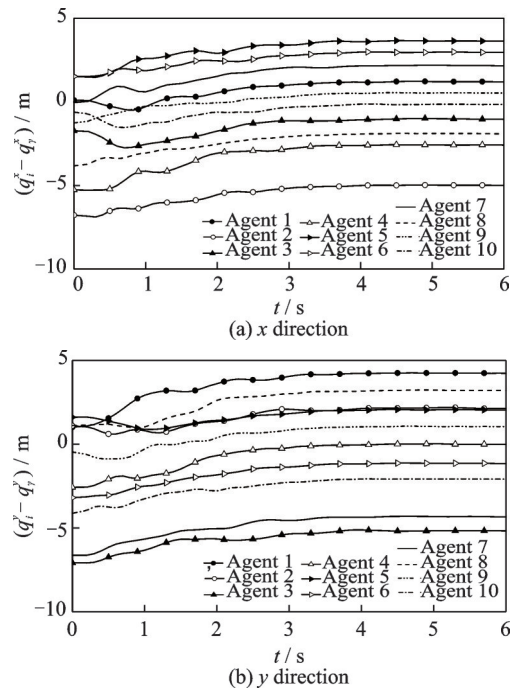 5
0
−5
−10
(q_i^x − q_γ^x) / m
Agent 1
Agent 2
Agent 3
Agent 4
Agent 5
Agent 6
Agent 7
Agent 8
Agent 9
Agent 10
0 1 2 3 4 5 6
t / s
(a) x direction
5
0
−5
−10
(q_i^y − q_γ^y) / m
Agent 1
Agent 2
Agent 3
Agent 4
Agent 5
Agent 6
Agent 7
Agent 8
Agent 9
Agent 10
0 1 2 3 4 5 6
t / s
(b) y direction